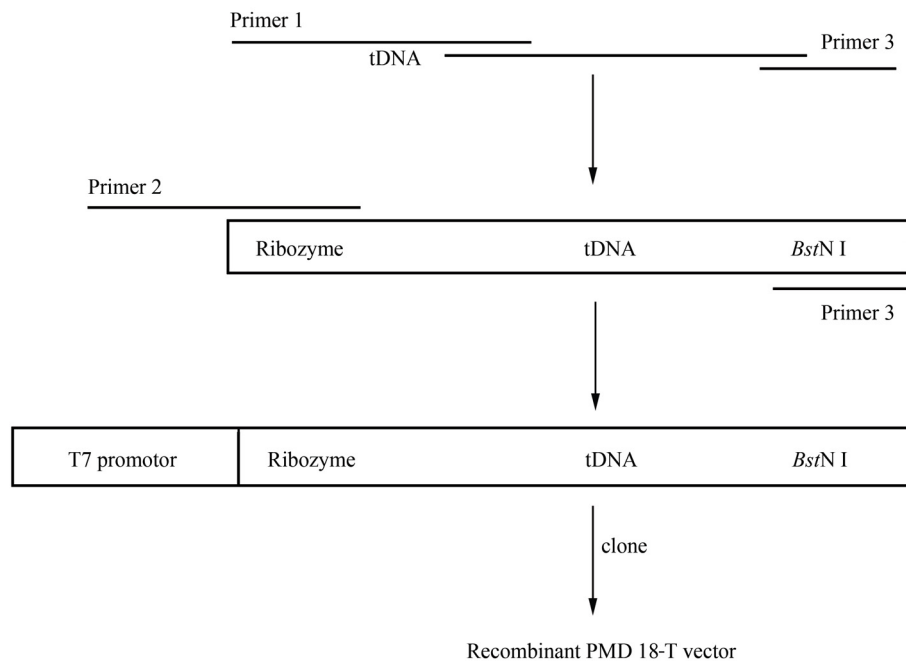 Primer 1
Primer 3
tDNA
Primer 2
Ribozyme tDNA BstN I
Primer 3
T7 promotor Ribozyme tDNA BstN I
clone
Recombinant PMD 18-T vector